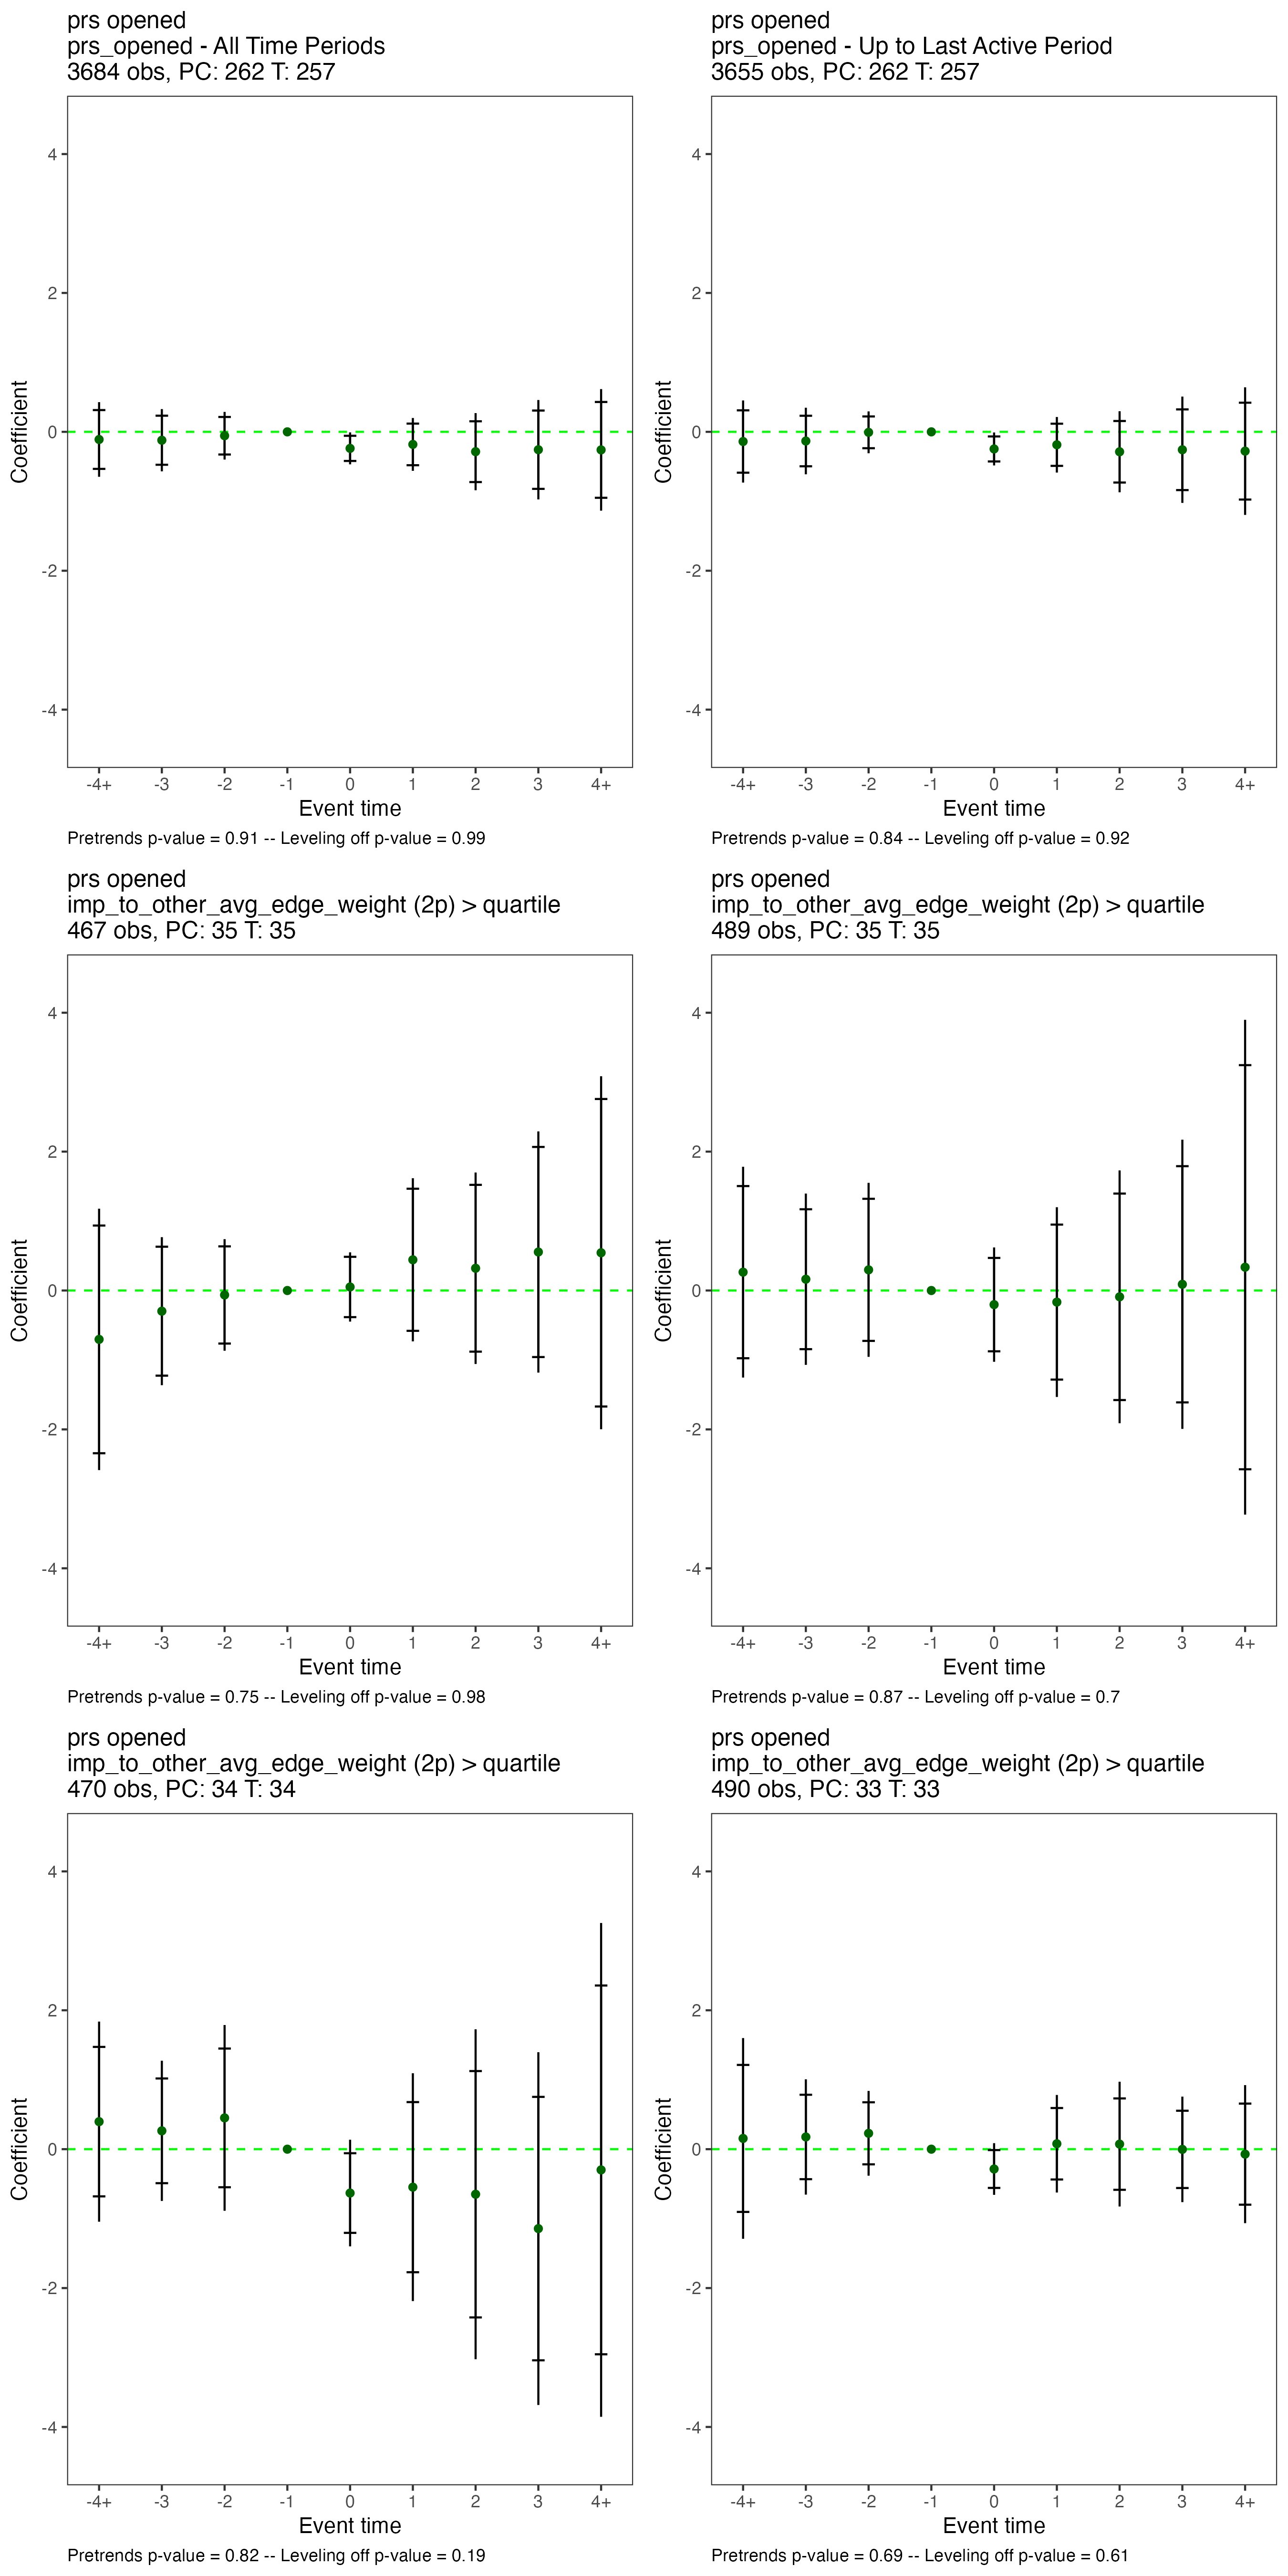 prs opened
prs_opened - All Time Periods
3684 obs, PC: 262 T: 257
4
2
0
-2
-4
Coefficient
-4+ -3 -2 -1 0 1 2 3 4+
Event time
Pretrends p-value = 0.91 -- Leveling off p-value = 0.99
prs opened
prs_opened - Up to Last Active Period
3655 obs, PC: 262 T: 257
4
2
0
-2
-4
Coefficient
-4+ -3 -2 -1 0 1 2 3 4+
Event time
Pretrends p-value = 0.84 -- Leveling off p-value = 0.92
prs opened
imp_to_other_avg_edge_weight (2p) > quartile
467 obs, PC: 35 T: 35
4
2
0
-2
-4
Coefficient
-4+ -3 -2 -1 0 1 2 3 4+
Event time
Pretrends p-value = 0.75 -- Leveling off p-value = 0.98
prs opened
imp_to_other_avg_edge_weight (2p) > quartile
489 obs, PC: 35 T: 35
4
2
0
-2
-4
Coefficient
-4+ -3 -2 -1 0 1 2 3 4+
Event time
Pretrends p-value = 0.87 -- Leveling off p-value = 0.7
prs opened
imp_to_other_avg_edge_weight (2p) > quartile
470 obs, PC: 34 T: 34
4
2
0
-2
-4
Coefficient
-4+ -3 -2 -1 0 1 2 3 4+
Event time
Pretrends p-value = 0.82 -- Leveling off p-value = 0.19
prs opened
imp_to_other_avg_edge_weight (2p) > quartile
490 obs, PC: 33 T: 33
4
2
0
-2
-4
Coefficient
-4+ -3 -2 -1 0 1 2 3 4+
Event time
Pretrends p-value = 0.69 -- Leveling off p-value = 0.61